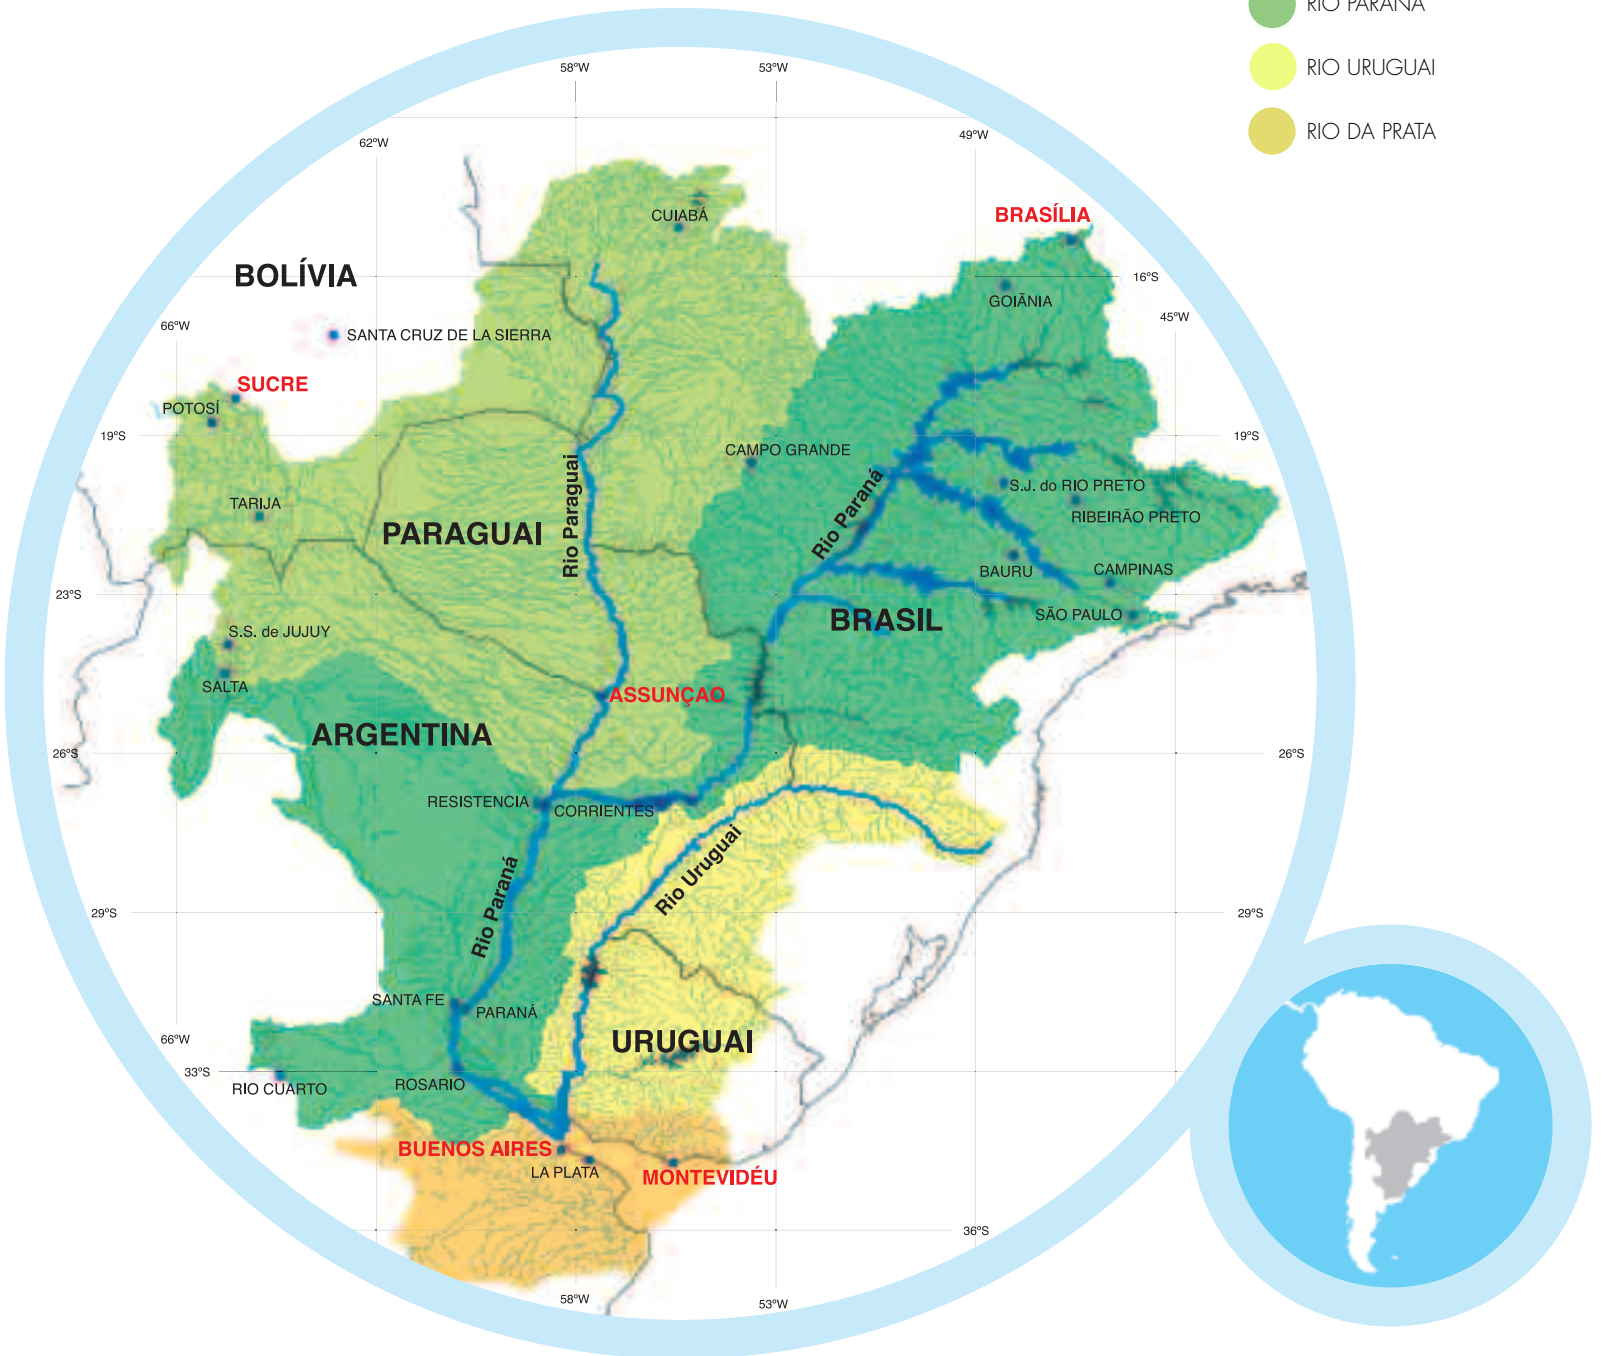 RIO PARANÁ
RIO URUGUAI
RIO DA PRATA
58ºW
53ºW
62ºW
49ºW
CUIABÁ
BRASÍLIA
BOLÍVIA
16ºS
GOIÃNIA
66ºW
45ºW
SANTA CRUZ DE LA SIERRA
SUCRE
POTOSÍ
19ºS
19ºS
CAMPO GRANDE
Rio Paraguai
Rio Paraná
S.J. do RIO PRETO
TARIJA
RIBEIRÃO PRETO
PARAGUAI
BAURU
CAMPINAS
23ºS
SÃO PAULO
BRASIL
S.S. de JUJUY
SALTA
ASSUNÇAO
ARGENTINA
26ºS
26ºS
RESISTENCIA
CORRIENTES
Rio Uruguai
Rio Paraná
29ºS
29ºS
SANTA FE
PARANÁ
66ºW
URUGUAI
33ºS
RIO CUARTO
ROSARIO
BUENOS AIRES
LA PLATA
MONTEVIDÉU
36ºS
58ºW
53ºW